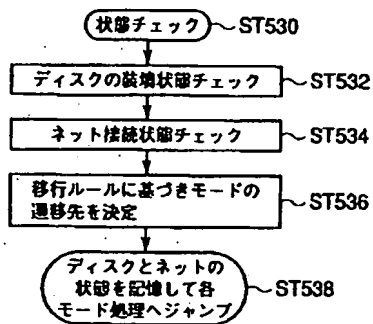 状態チェック
ST530
ディスクの装填状態チェック
ST532
ネット接続状態チェック
ST534
移行ルールに基づきモードの
遷移先を決定
ST536
ディスクとネットの
状態を記憶して各
モード処理へジャンプ
ST538